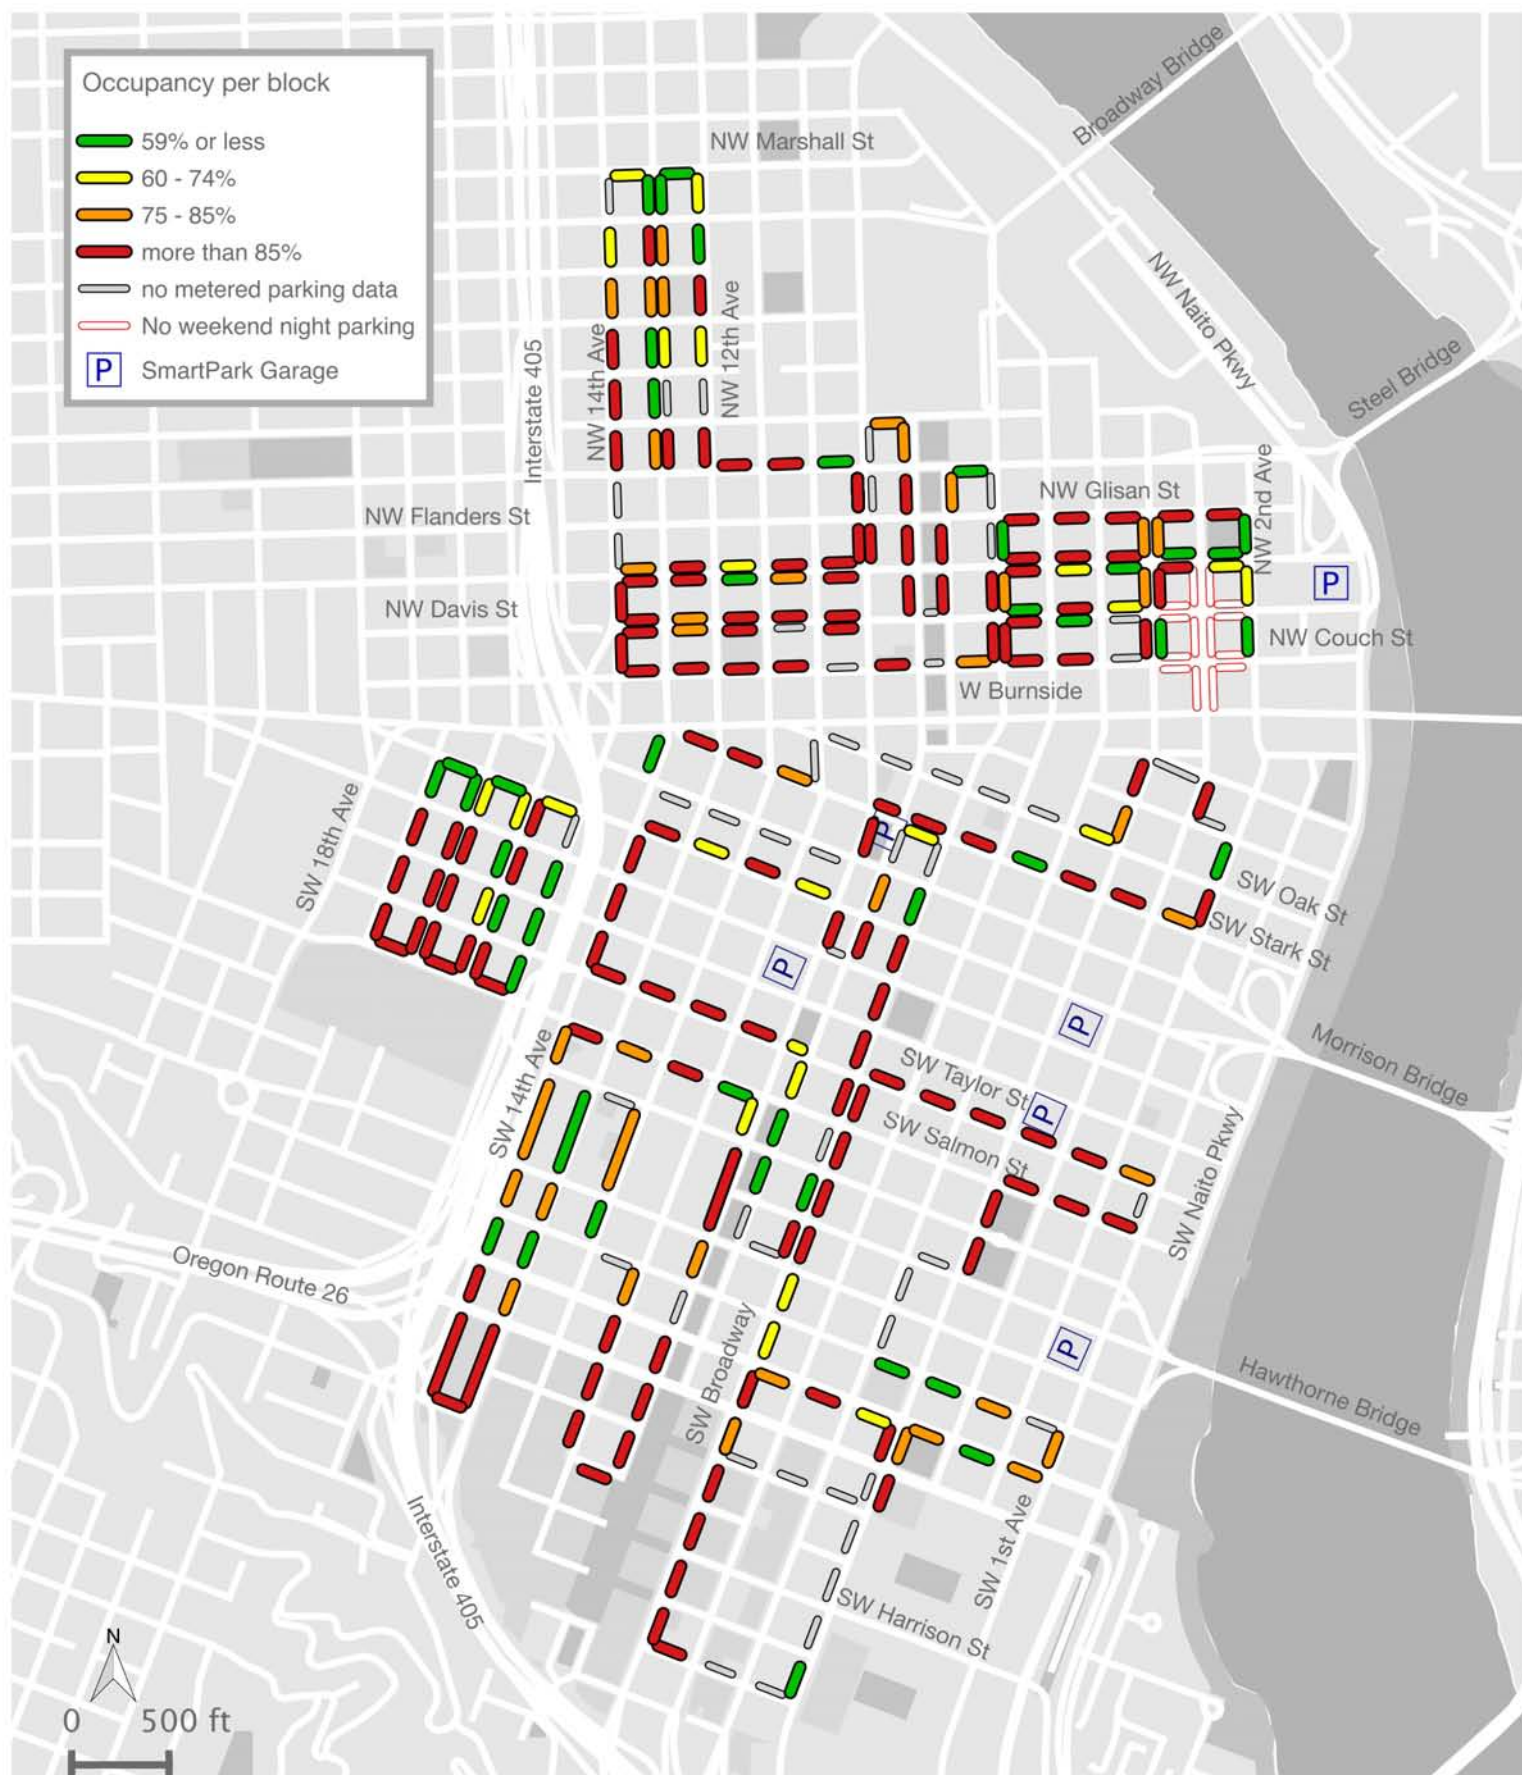 Occupancy per block
59% or less
60 - 74%
75 - 85%
more than 85%
no metered parking data
No weekend night parking
P
SmartPark Garage
Broadway Bridge
NW Marshall St
NW Naito Pkwy
Steel Bridge
NW 12th Ave
NW 14th Ave
Interstate 405
NW 2nd Ave
NW Glisan St
NW Flanders St
P
NW Davis St
NW Couch St
W Burnside
SW 18th Ave
P
SW Oak St
SW Stark St
P
P
Morrison Bridge
SW 14th Ave
SW Taylor St
P
SW Salmon St
SW Naito Pkwy
Oregon Route 26
P
SW Broadway
Hawthorne Bridge
Interstate 405
SW 1st Ave
SW Harrison St
N
0 500 ft